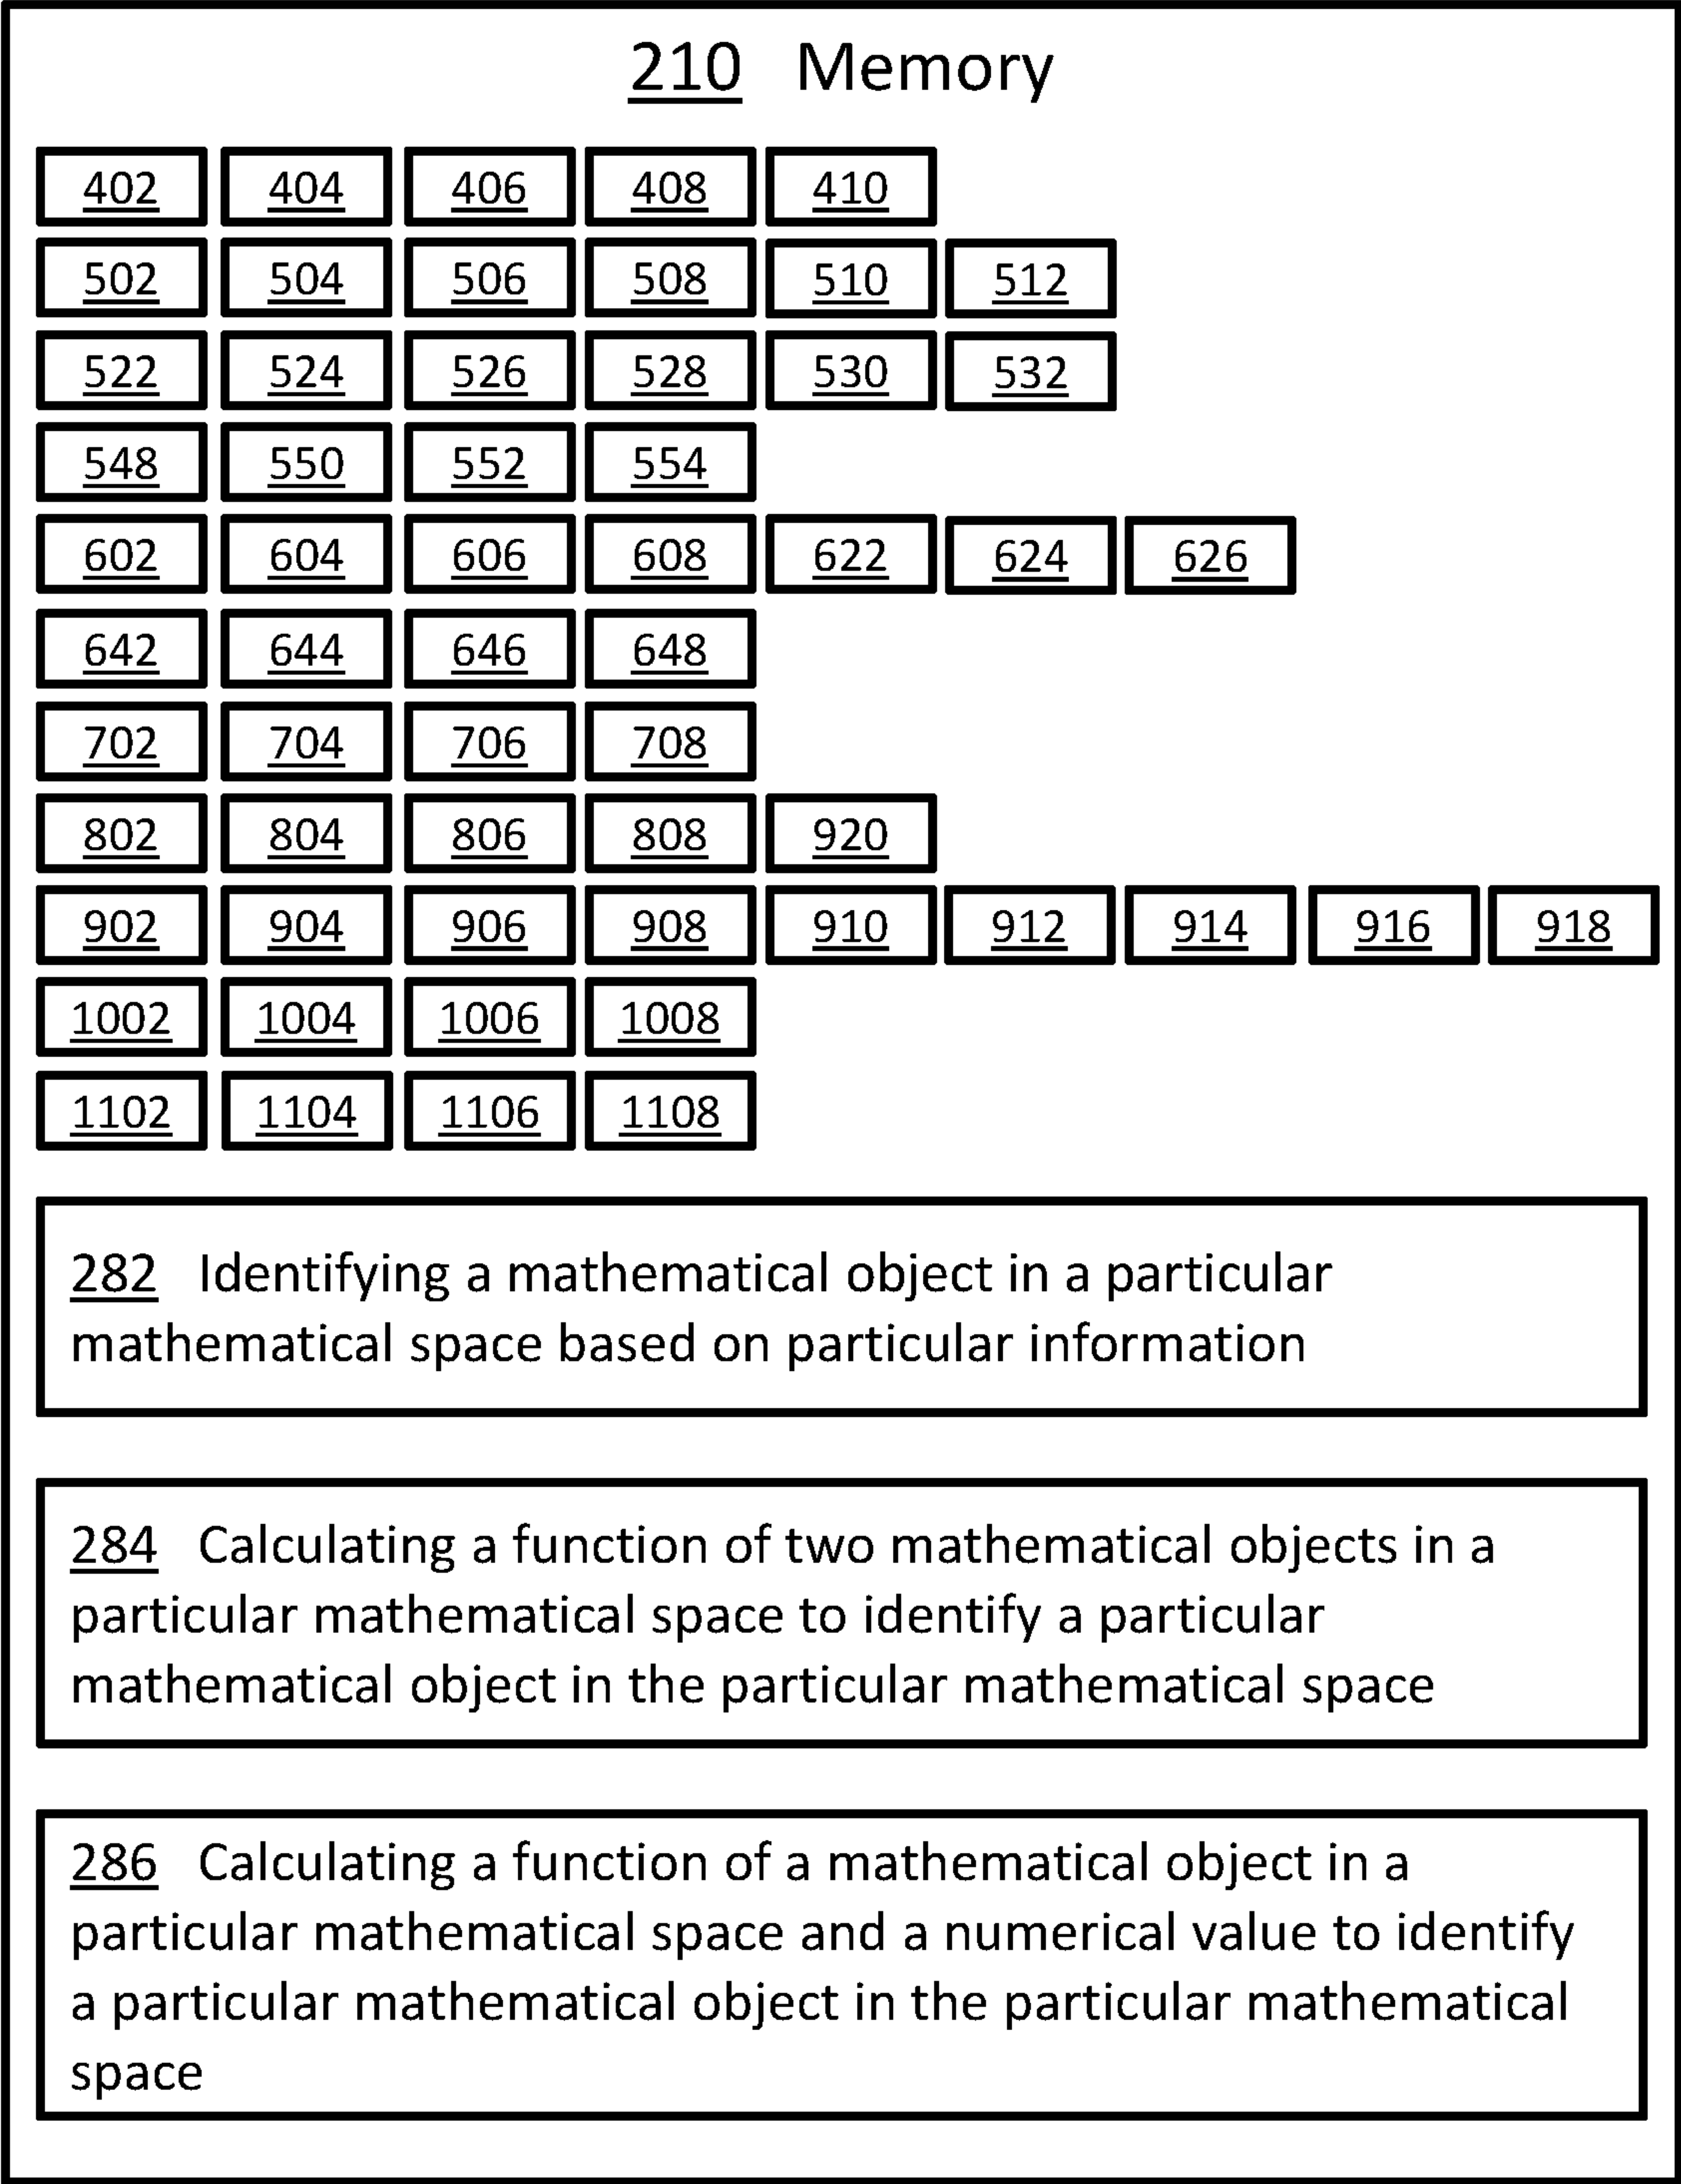 210 Memory
402 404 406 408 410
502 504 506 508 510 512
522 524 526 528 530 532
548 550 552 554
602 604 606 608 622 624 626
642 644 646 648
702 704 706 708
802 804 806 808 920
902 904 906 908 910 912 914 916 918
1002 1004 1006 1008
1102 1104 1106 1108
282 Identifying a mathematical object in a particular
mathematical space based on particular information
284 Calculating a function of two mathematical objects in a
particular mathematical space to identify a particular
mathematical object in the particular mathematical space
286 Calculating a function of a mathematical object in a
particular mathematical space and a numerical value to identify
a particular mathematical object in the particular mathematical
space